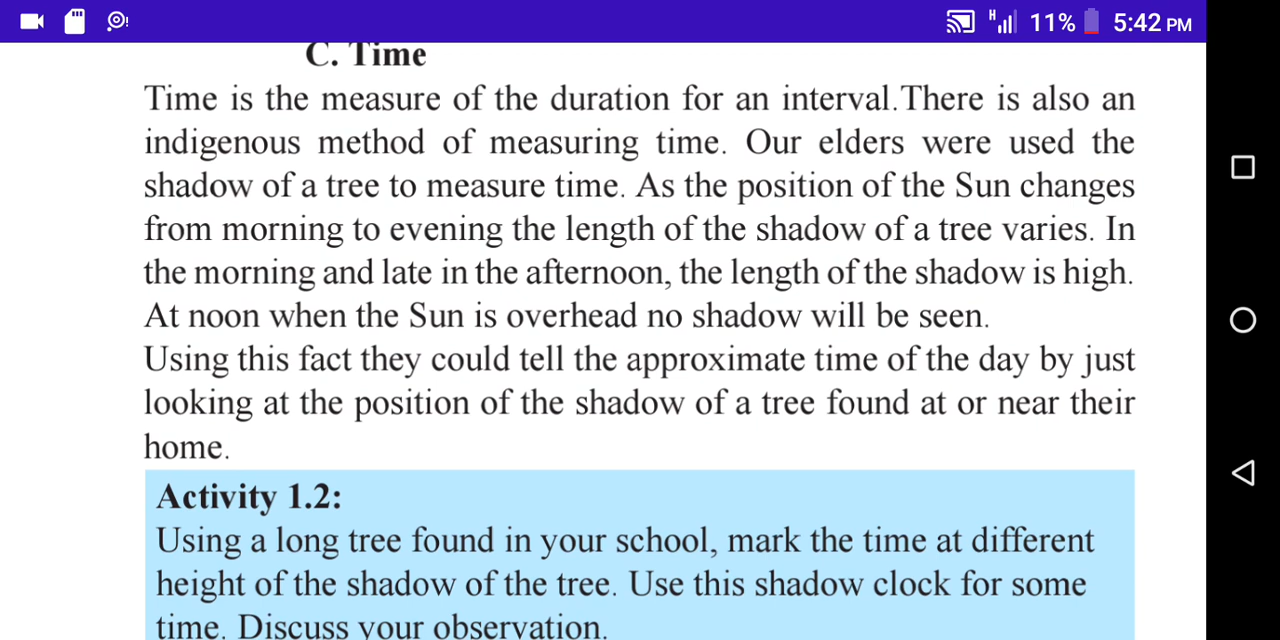 11% 5:42 PM
C. Time
Time is the measure of the duration for an interval.There is also an
indigenous method of measuring time. Our elders were used the
shadow of a tree to measure time. As the position of the Sun changes
from morning to evening the length of the shadow of a tree varies. In
the morning and late in the afternoon, the length of the shadow is high.
At noon when the Sun is overhead no shadow will be seen.
Using this fact they could tell the approximate time of the day by just
looking at the position of the shadow of a tree found at or near their
home.
Activity 1.2:
Using a long tree found in your school, mark the time at different
height of the shadow of the tree. Use this shadow clock for some
time. Discuss your observation.